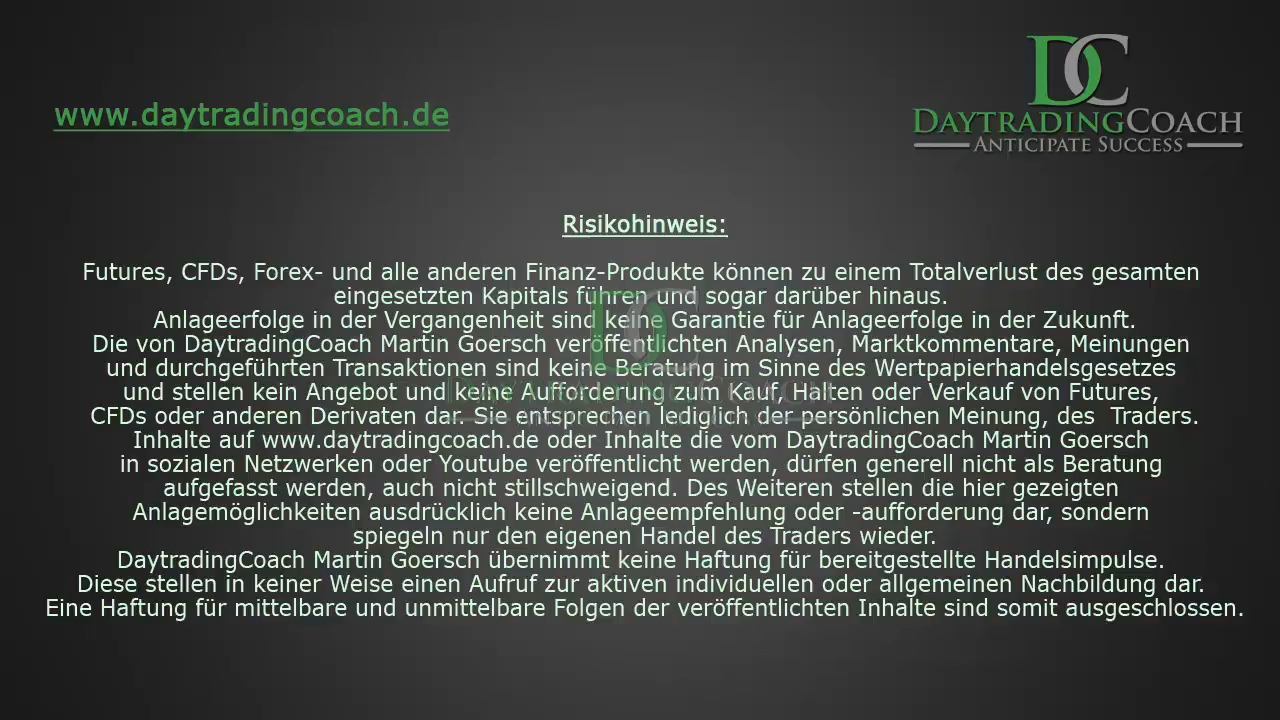 www.daytradingcoach.de
DC
DAYTRADINGCOACH
ANTICIPATE SUCCESS
Risikohinweis:
Futures, CFDs, Forex- und alle anderen Finanz-Produkte können zu einem Totalverlust des gesamten
eingesetzten Kapitals führen und sogar darüber hinaus.
Anlageerfolge in der Vergangenheit sind keine Garantie für Anlageerfolge in der Zukunft.
Die von DaytradingCoach Martin Goersch veröffentlichten Analysen, Marktkommentare, Meinungen
und durchgeführten Transaktionen sind keine Beratung im Sinne des Wertpapierhandelsgesetzes
und stellen kein Angebot und keine Aufforderung zum Kauf, Halten oder Verkauf von Futures,
CFDs oder anderen Derivaten dar. Sie entsprechen lediglich der persönlichen Meinung, des  Traders.
Inhalte auf www.daytradingcoach.de oder Inhalte die vom DaytradingCoach Martin Goersch
in sozialen Netzwerken oder Youtube veröffentlicht werden, dürfen generell nicht als Beratung
aufgefasst werden, auch nicht stillschweigend. Des Weiteren stellen die hier gezeigten
Anlagemöglichkeiten ausdrücklich keine Anlageempfehlung oder -aufforderung dar, sondern
spiegeln nur den eigenen Handel des Traders wieder.
DaytradingCoach Martin Goersch übernimmt keine Haftung für bereitgestellte Handelsimpulse.
Diese stellen in keiner Weise einen Aufruf zur aktiven individuellen oder allgemeinen Nachbildung dar.
Eine Haftung für mittelbare und unmittelbare Folgen der veröffentlichten Inhalte sind somit ausgeschlossen.